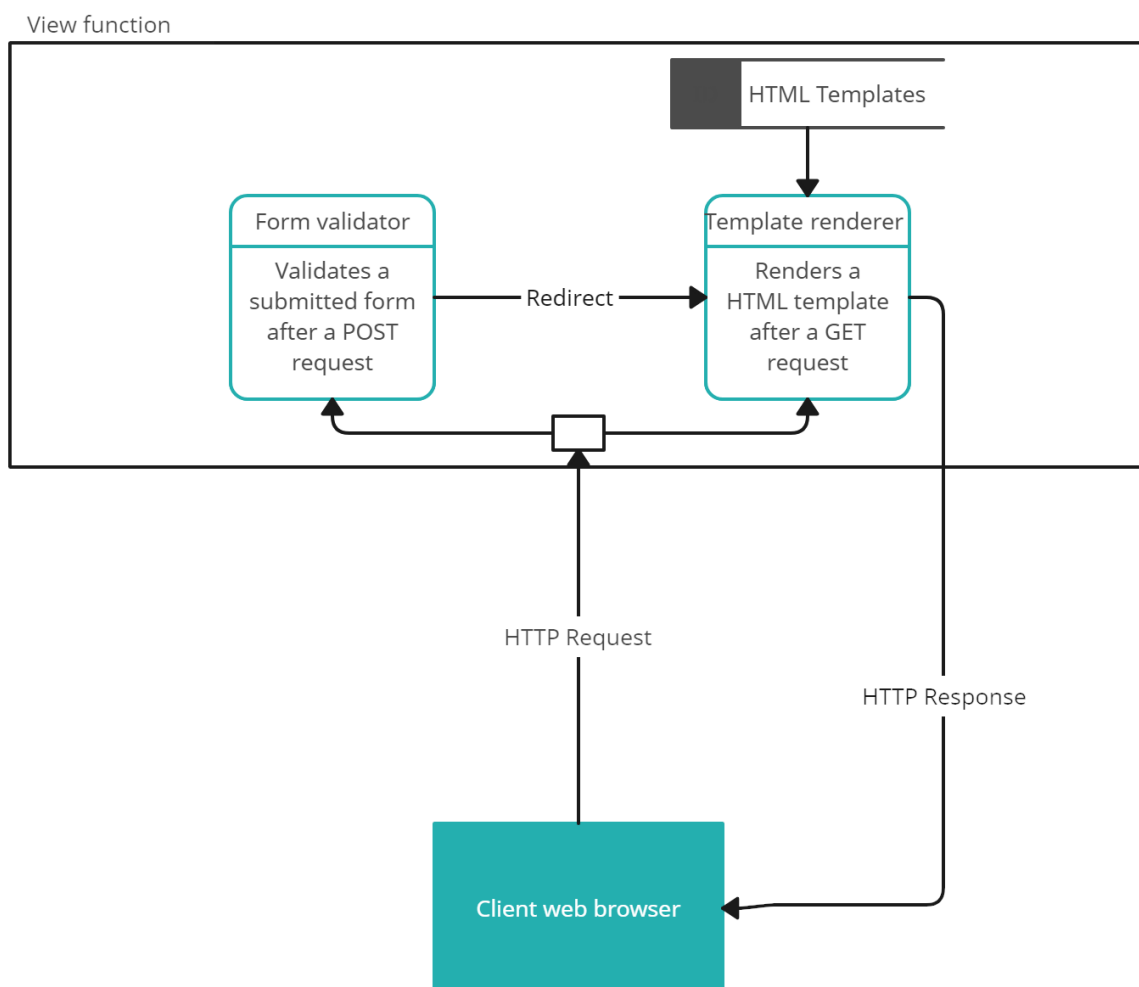 View function
HTML Templates
Form validator
Validates a
submitted form
after a POST
request
Redirect
Template renderer
Renders a
HTML template
after a GET
request
HTTP Request
HTTP Response
Client web browser